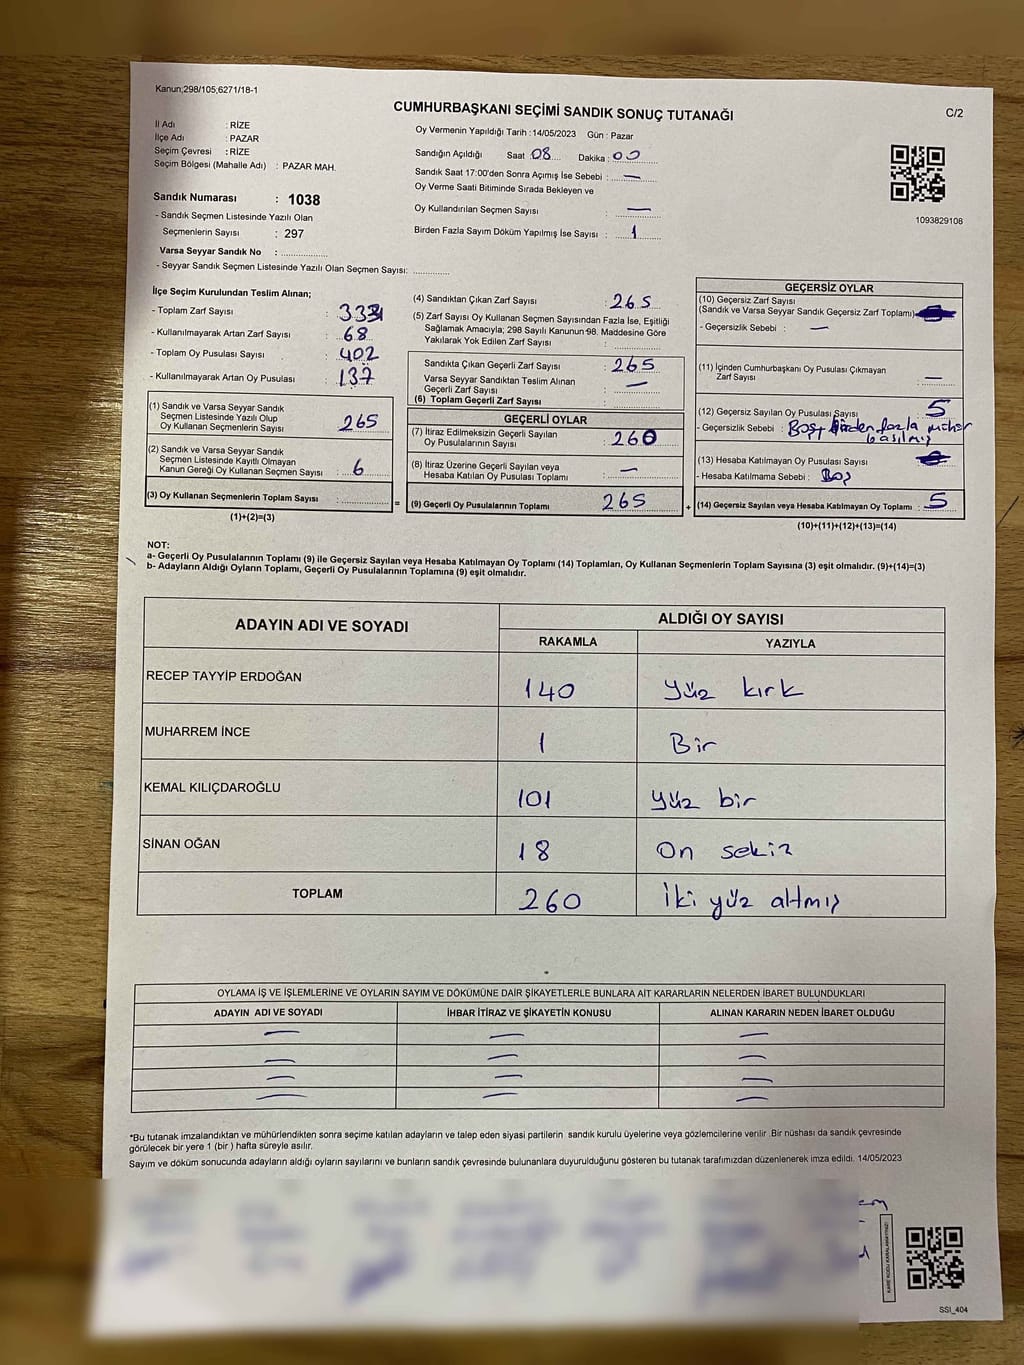 Kanun;298/105;6271/18-1
CUMHURBAŞKANI SEÇİMİ SANDIK SONUÇ TUTANAĞI
C/2
İl Adı : RİZE
İlçe Adı : PAZAR
Seçim Çevresi : RİZE
Seçim Bölgesi (Mahalle Adı) : PAZAR MAH.
Sandık Numarası : 1038
- Sandık Seçmen Listesinde Yazılı Olan
Seçmenlerin Sayısı : 297
Varsa Seyyar Sandık No :
- Seyyar Sandık Seçmen Listesinde Yazılı Olan Seçmen Sayısı:
Oy Vermenin Yapıldığı Tarih : 14/05/2023 Gün : Pazar
Sandığın Açıldığı Saat : 08 Dakika : 00
Sandık Saat 17:00'den Sonra Açımış İse Sebebi : —
Oy Verme Saati Bitiminde Sırada Bekleyen ve
Oy Kullandırılan Seçmen Sayısı : —
Birden Fazla Sayım Döküm Yapılmış İse Sayısı : 1
1093829108
İlçe Seçim Kurulundan Teslim Alınan;
- Toplam Zarf Sayısı :
- Kullanılmayarak Artan Zarf Sayısı : 68
- Toplam Oy Pusulası Sayısı : 402
- Kullanılmayarak Artan Oy Pusulası : 137
(1) Sandık ve Varsa Seyyar Sandık
Seçmen Listesinde Yazılı Olup
Oy Kullanan Seçmenlerin Sayısı : 265
(2) Sandık ve Varsa Seyyar Sandık
Seçmen Listesinde Kayıtlı Olmayan
Kanun Gereği Oy Kullanan Seçmen Sayısı : 6
(3) Oy Kullanan Seçmenlerin Toplam Sayısı : =
(1)+(2)=(3)
(4) Sandıktan Çıkan Zarf Sayısı : 265
(5) Zarf Sayısı Oy Kullanan Seçmen Sayısından Fazla İse, Eşitliği
Sağlamak Amacıyla; 298 Sayılı Kanunun 98. Maddesine Göre
Yakılarak Yok Edilen Zarf Sayısı :
Sandıkta Çıkan Geçerli Zarf Sayısı : 265
Varsa Seyyar Sandıktan Teslim Alınan
Geçerli Zarf Sayısı : —
(6) Toplam Geçerli Zarf Sayısı :
GEÇERLİ OYLAR
(7) İtiraz Edilmeksizin Geçerli Sayılan
Oy Pusulalarının Sayısı : 260
(8) İtiraz Üzerine Geçerli Sayılan veya
Hesaba Katılan Oy Pusulası Toplamı : —
(9) Geçerli Oy Pusulalarının Toplamı : 265 +
GEÇERSİZ OYLAR
(10) Geçersiz Zarf Sayısı
(Sandık ve Varsa Seyyar Sandık Geçersiz Zarf Toplamı)
- Geçersizlik Sebebi : —
(11) İçinden Cumhurbaşkanı Oy Pusulası Çıkmayan
Zarf Sayısı : —
(12) Geçersiz Sayılan Oy Pusulası Sayısı : 5
- Geçersizlik Sebebi : Boş + Birden fazla mühür
basılmış
(13) Hesaba Katılmayan Oy Pusulası Sayısı :
- Hesaba Katılmama Sebebi : Boş
(14) Geçersiz Sayılan veya Hesaba Katılmayan Oy Toplamı : 5
(10)+(11)+(12)+(13)=(14)
NOT:
a- Geçerli Oy Pusulalarının Toplamı (9) ile Geçersiz Sayılan veya Hesaba Katılmayan Oy Toplamı (14) Toplamları, Oy Kullanan Seçmenlerin Toplam Sayısına (3) eşit olmalıdır. (9)+(14)=(3)
b- Adayların Aldığı Oyların Toplamı, Geçerli Oy Pusulalarının Toplamına (9) eşit olmalıdır.
ADAYIN ADI VE SOYADI ALDIĞI OY SAYISI
RAKAMLA YAZIYLA
RECEP TAYYİP ERDOĞAN 140 Yüz kırk
MUHARREM İNCE 1 Bir
KEMAL KILIÇDAROĞLU 101 Yüz bir
SİNAN OĞAN 18 On sekiz
TOPLAM 260 İki yüz altmış
OYLAMA İŞ VE İŞLEMLERİNE VE OYLARIN SAYIM VE DÖKÜMÜNE DAİR ŞİKAYETLERLE BUNLARA AİT KARARLARIN NELERDEN İBARET BULUNDUKLARI
ADAYIN ADI VE SOYADI İHBAR İTİRAZ VE ŞİKAYETİN KONUSU ALINAN KARARIN NEDEN İBARET OLDUĞU
— — —
— — —
— — —
— — —
*Bu tutanak imzalandıktan ve mühürlendikten sonra seçime katılan adayların ve talep eden siyasi partilerin sandık kurulu üyelerine veya gözlemcilerine verilir .Bir nüshası da sandık çevresinde
görülecek bir yere 1 (bir ) hafta süreyle asılır.
Sayım ve döküm sonucunda adayların aldığı oyların sayılarını ve bunların sandık çevresinde bulunanlara duyurulduğunu gösteren bu tutanak tarafımızdan düzenlenerek imza edildi. 14/05/2023
KARE KODU KARALAMAYINIZ!
SSI_404